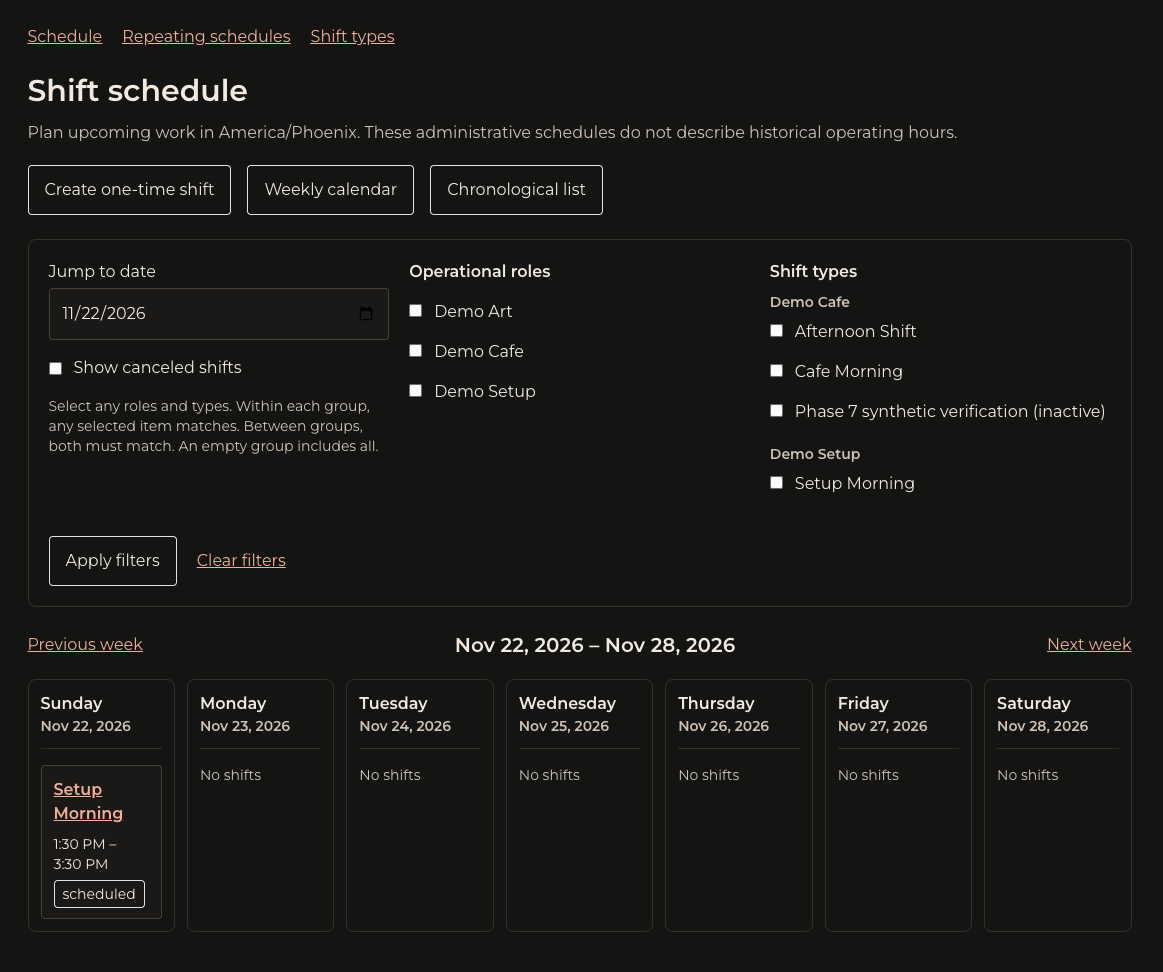 Schedule Repeating schedules Shift types
Shift schedule
Plan upcoming work in America/Phoenix. These administrative schedules do not describe historical operating hours.
Create one-time shift Weekly calendar Chronological list
Jump to date
11/22/2026
Show canceled shifts
Select any roles and types. Within each group,
any selected item matches. Between groups,
both must match. An empty group includes all.
Operational roles
Demo Art
Demo Cafe
Demo Setup
Shift types
Demo Cafe
Afternoon Shift
Cafe Morning
Phase 7 synthetic verification (inactive)
Demo Setup
Setup Morning
Apply filters Clear filters
Previous week Nov 22, 2026 – Nov 28, 2026 Next week
Sunday
Nov 22, 2026
Setup
Morning
1:30 PM –
3:30 PM
scheduled
Monday
Nov 23, 2026
No shifts
Tuesday
Nov 24, 2026
No shifts
Wednesday
Nov 25, 2026
No shifts
Thursday
Nov 26, 2026
No shifts
Friday
Nov 27, 2026
No shifts
Saturday
Nov 28, 2026
No shifts